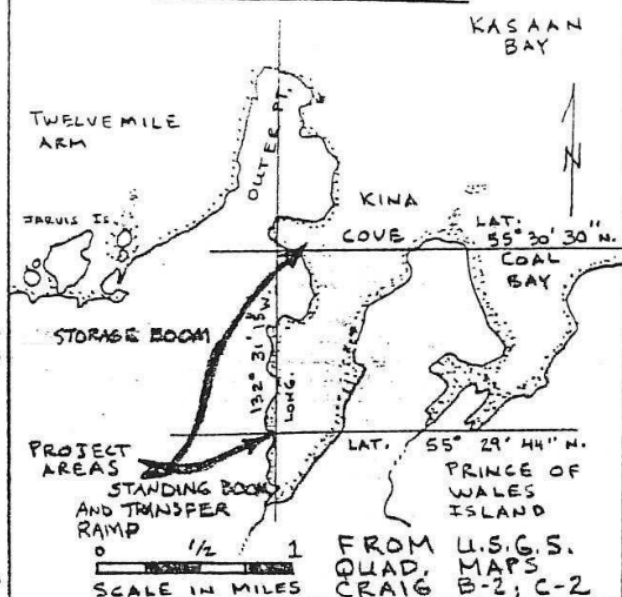 KASAAN
BAY
TWELVE MILE
ARM
OUTER PT.
N
KINA
COVE
JARVIS IS.
LAT.
55° 30' 30" N.
COAL
BAY
STORAGE BOOM
132° 31' 15" W.
LONG.
LAT. 55° 29' 44" N.
PROJECT
AREAS
STANDING BOOM
AND TRANSFER
RAMP
PRINCE OF
WALES
ISLAND
0 1/2 1
SCALE IN MILES
FROM U.S.G.S.
QUAD. MAPS
CRAIG B-2; C-2